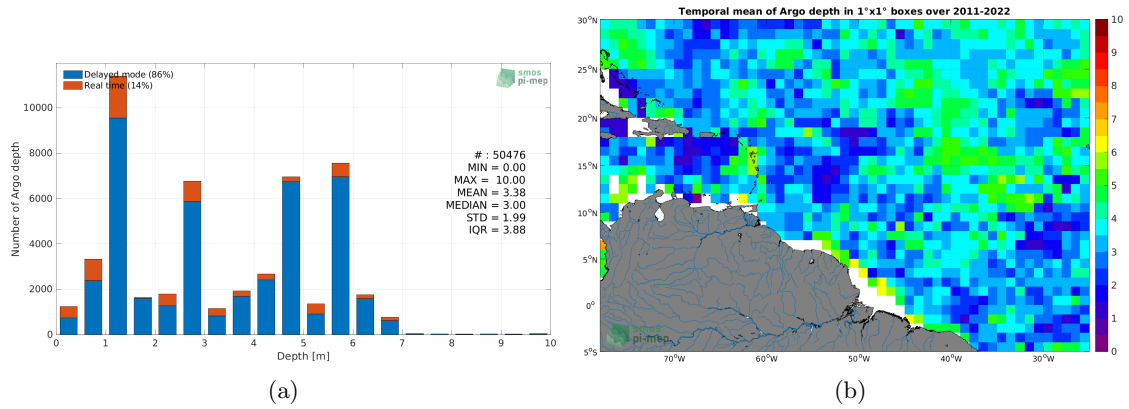 Delayed mode (86%)
Real time (14%)
smos
pi-mep
Number of Argo depth
10000
8000
6000
4000
2000
0
# : 50476
MIN = 0.00
MAX = 10.00
MEAN = 3.38
MEDIAN = 3.00
STD = 1.99
IQR = 3.88
0 1 2 3 4 5 6 7 8 9 10
Depth [m]
(a)
Temporal mean of Argo depth in 1°x1° boxes over 2011-2022
30°N
25°N
20°N
15°N
10°N
5°N
0°
5°S
70°W 60°W 50°W 40°W 30°W
smos
pi-mep
10
9
8
7
6
5
4
3
2
1
0
(b)